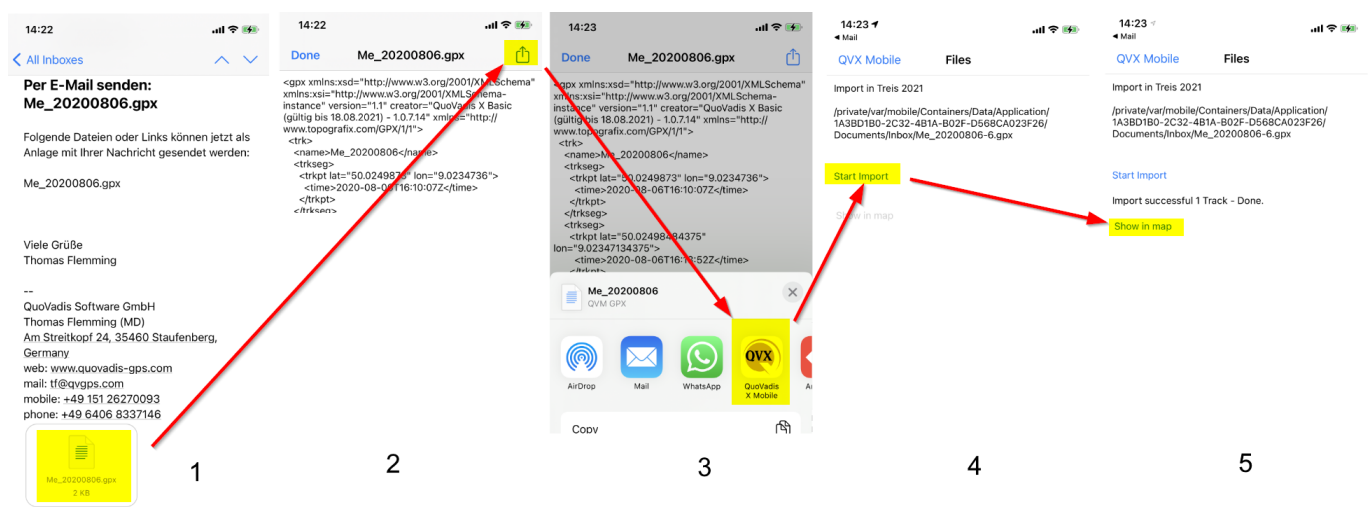 14:22
All Inboxes
Per E-Mail senden:
Me_20200806.gpx
Folgende Dateien oder Links können jetzt als
Anlage mit Ihrer Nachricht gesendet werden:
Me_20200806.gpx
Viele Grüße
Thomas Flemming
--
QuoVadis Software GmbH
Thomas Flemming (MD)
Am Streitkopf 24, 35460 Staufenberg,
Germany
web: www.quovadis-gps.com
mail: tf@qvgps.com
mobile: +49 151 26270093
phone: +49 6406 8337146
Me_20200806.gpx
2 KB
1
14:22
Done Me_20200806.gpx
<gpx xmlns:xsd="http://www.w3.org/2001/XMLSchema"
xmlns:xsi="http://www.w3.org/2001/XMLSchema-
instance" version="1.1" creator="QuoVadis X Basic
(gültig bis 18.08.2021) - 1.0.7.14" xmlns="http://
www.topografix.com/GPX/1/1">
<trk>
<name>Me_20200806</name>
<trkseg>
<trkpt lat="50.0249873" lon="9.0234736">
<time>2020-08-06T16:10:07Z</time>
</trkpt>
</trkseg>
2
14:23
Done Me_20200806.gpx
<gpx xmlns:xsd="http://www.w3.org/2001/XMLSchema"
xmlns:xsi="http://www.w3.org/2001/XMLSchema-
instance" version="1.1" creator="QuoVadis X Basic
(gültig bis 18.08.2021) - 1.0.7.14" xmlns="http://
www.topografix.com/GPX/1/1">
<trk>
<name>Me_20200806</name>
<trkseg>
<trkpt lat="50.0249873" lon="9.0234736">
<time>2020-08-06T16:10:07Z</time>
</trkpt>
</trkseg>
<trkseg>
<trkpt lat="50.02498484375"
lon="9.02347134375">
</trkpt>
Me_20200806
QVM GPX
QVX
AirDrop Mail WhatsApp QuoVadis
X Mobile
Copy
3
14:23
Mail
QVX Mobile Files
Import in Treis 2021
/private/var/mobile/Containers/Data/Application/
1A3BD1B0-2C32-4B1A-B02F-D568CA023F26/
Documents/Inbox/Me_20200806-6.gpx
Start Import
Show in map
4
14:23
Mail
QVX Mobile Files
Import in Treis 2021
/private/var/mobile/Containers/Data/Application/
1A3BD1B0-2C32-4B1A-B02F-D568CA023F26/
Documents/Inbox/Me_20200806-6.gpx
Start Import
Import successful 1 Track - Done.
Show in map
5